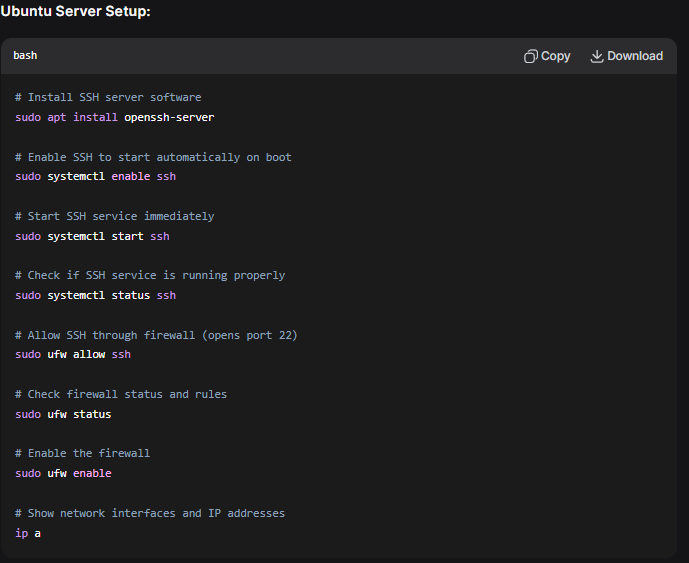 Ubuntu Server Setup:
bash
Copy
Download
# Install SSH server software
sudo apt install openssh-server
# Enable SSH to start automatically on boot
sudo systemctl enable ssh
# Start SSH service immediately
sudo systemctl start ssh
# Check if SSH service is running properly
sudo systemctl status ssh
# Allow SSH through firewall (opens port 22)
sudo ufw allow ssh
# Check firewall status and rules
sudo ufw status
# Enable the firewall
sudo ufw enable
# Show network interfaces and IP addresses
ip a